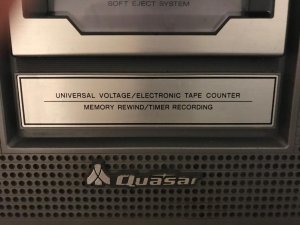 SOFT EJECT SYSTEM
UNIVERSAL VOLTAGE/ELECTRONIC TAPE COUNTER
MEMORY REWIND/TIMER RECORDING
Quasar